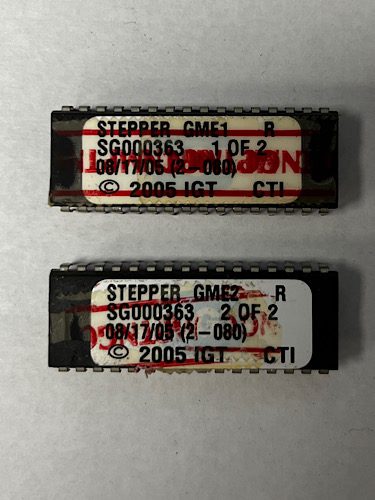 STEPPER GME1 R
SG000363 1 OF 2
08/17/05 (2-080)
© 2005 IGT CTI
STEPPER GME2 R
SG000363 2 OF 2
08/17/05 (2-080)
© 2005 IGT CTI